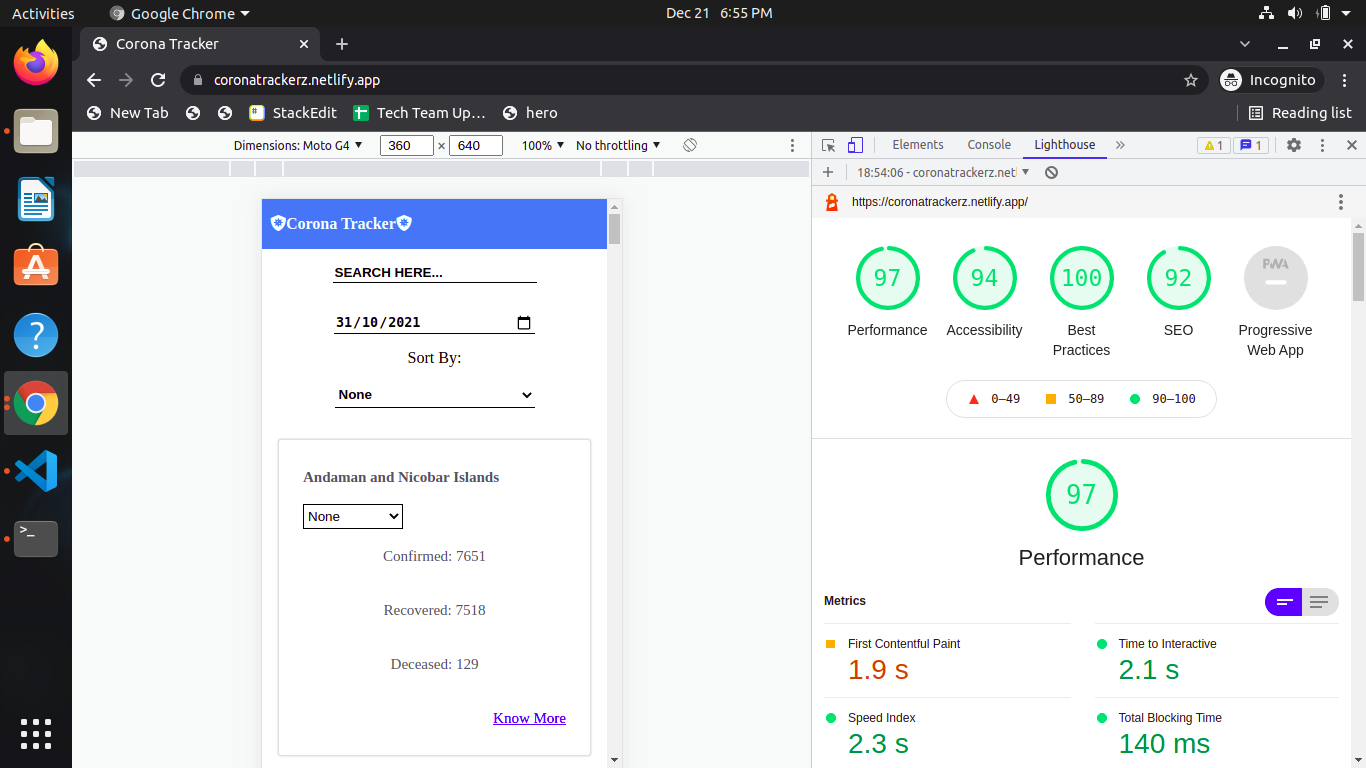 Activities Google Chrome Dec 21 6:55 PM
Corona Tracker
coronatrackerz.netlify.app Incognito
New Tab StackEdit Tech Team Up… hero Reading list
Dimensions: Moto G4 360 × 640 100% No throttling
Elements Console Lighthouse » 1 1
18:54:06 - coronatrackerz.netl
https://coronatrackerz.netlify.app/
Corona Tracker
SEARCH HERE...
31/10/2021
Sort By:
None
Andaman and Nicobar Islands
None
Confirmed: 7651
Recovered: 7518
Deceased: 129
Know More
97 94 100 92 PWA
Performance Accessibility Best Practices SEO Progressive Web App
0–49 50–89 90–100
97
Performance
Metrics
First Contentful Paint
1.9 s
Time to Interactive
2.1 s
Speed Index
2.3 s
Total Blocking Time
140 ms